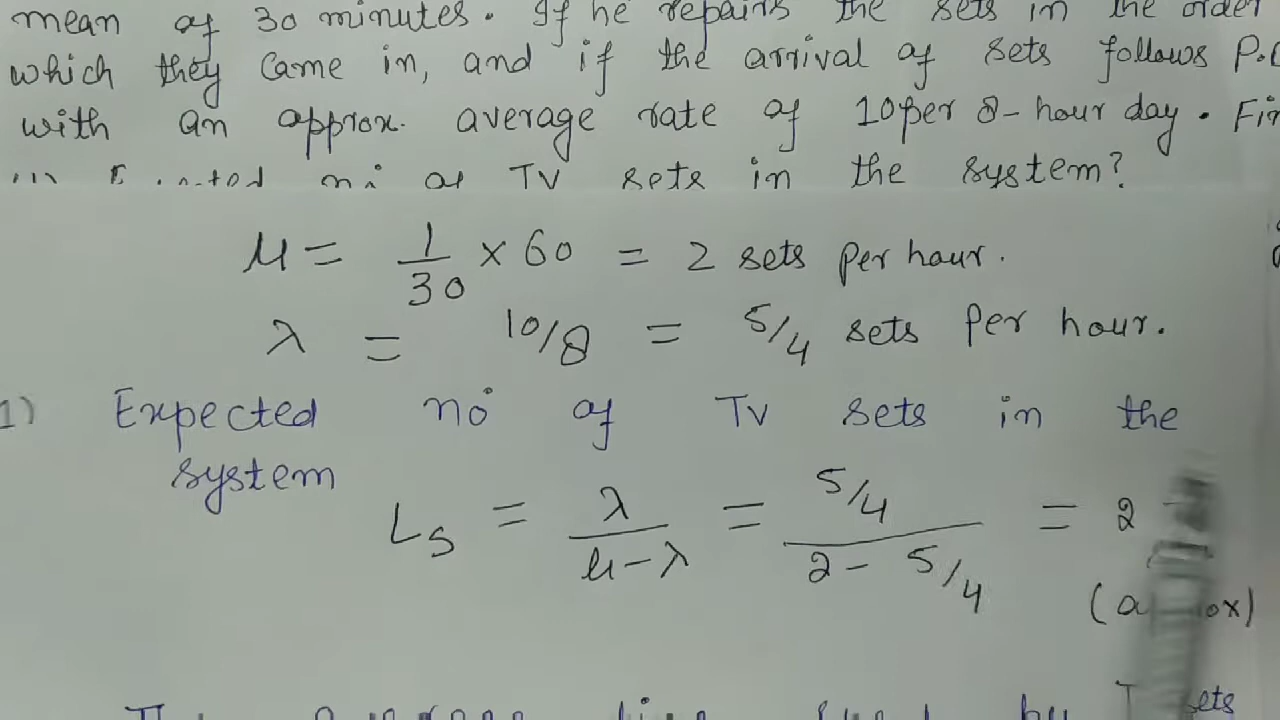 mean of 30 minutes. If he repairs the sets in the order
which they came in, and if the arrival of sets follows P.
with an approx. average rate of 10 per 8-hour day.
TV sets in the system?
μ = 1/30 × 60 = 2 sets per hour.
λ = 10/8 = 5/4 sets per hour.
1) Expected no of TV sets in the
system
Ls = λ/(μ-λ) = (5/4)/(2 - 5/4) = 2